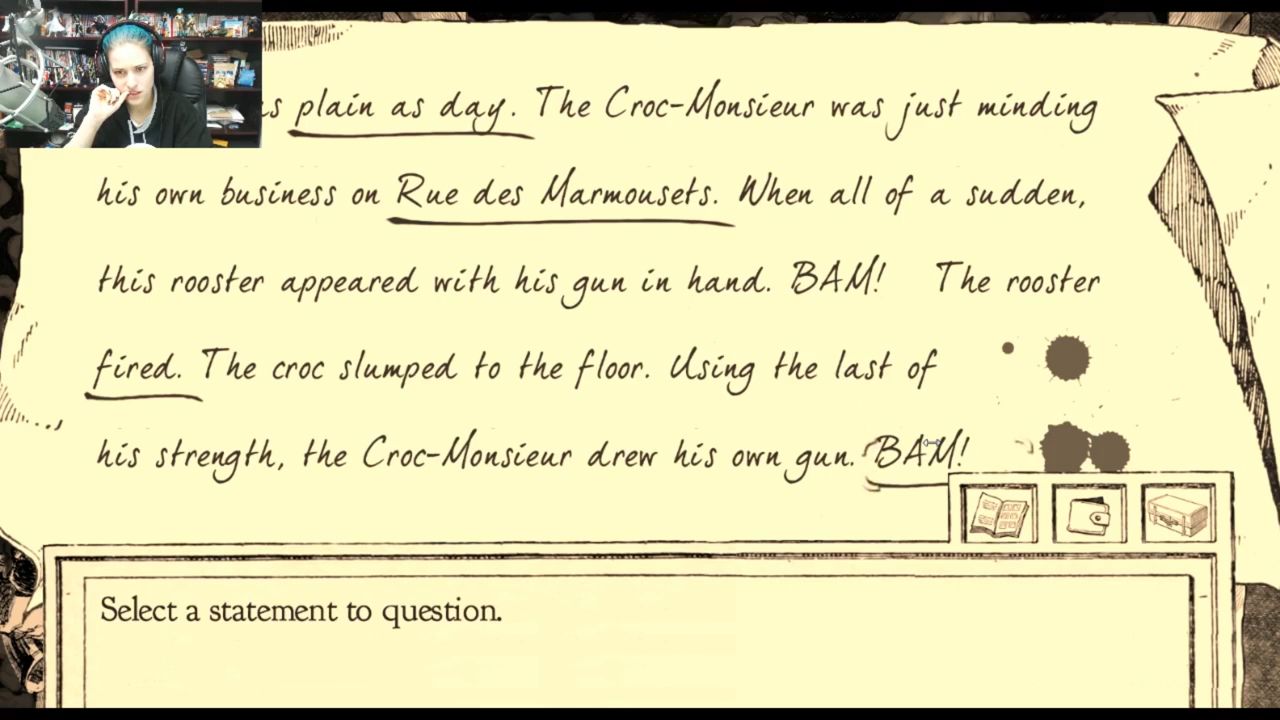 plain as day. The Croc-Monsieur was just minding
his own business on Rue des Marmousets. When all of a sudden,
this rooster appeared with his gun in hand. BAM! The rooster
fired. The croc slumped to the floor. Using the last of
his strength, the Croc-Monsieur drew his own gun. BAM!
Select a statement to question.